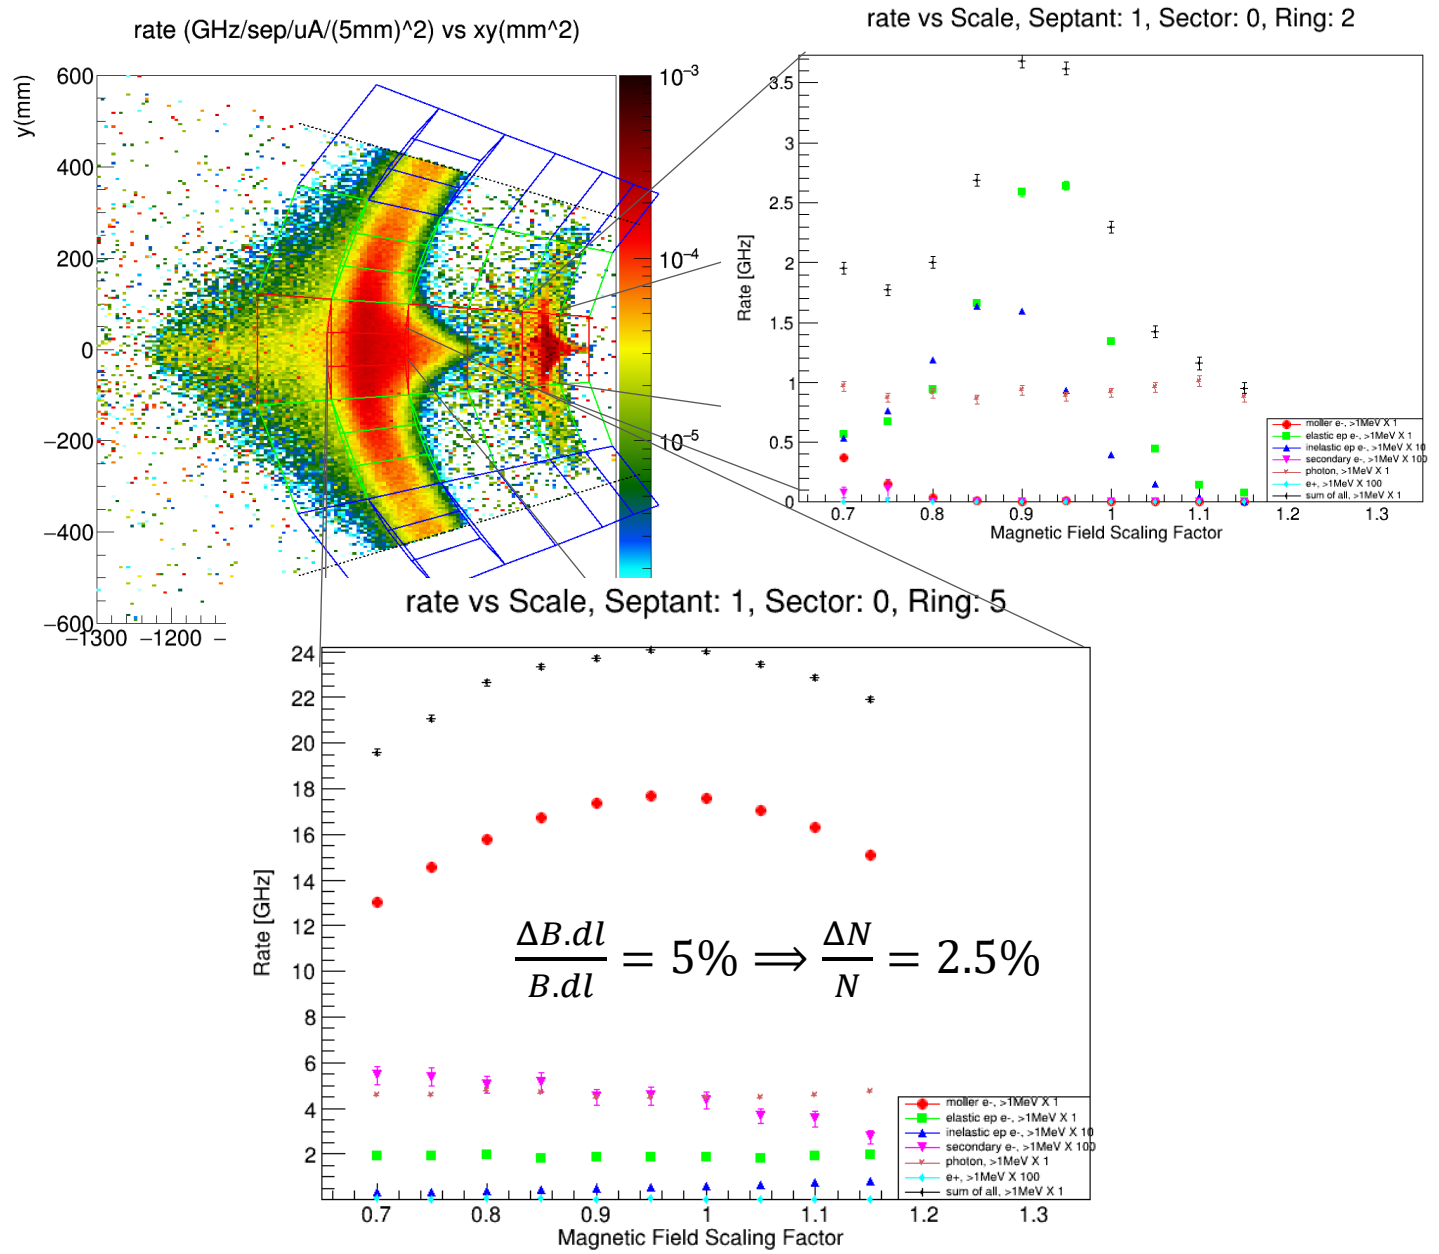 rate (GHz/sep/uA/(5mm)^2) vs xy(mm^2)
y(mm)
600
400
200
0
−200
−400
−600
−1300 −1200 −
10−3
10−4
10−5
rate vs Scale, Septant: 1, Sector: 0, Ring: 2
Rate [GHz]
3.5
3
2.5
2
1.5
1
0.5
0
0.7 0.8 0.9 1 1.1 1.2 1.3
Magnetic Field Scaling Factor
moller e-, >1MeV X 1
elastic ep e-, >1MeV X 1
inelastic ep e-, >1MeV X 10
secondary e-, >1MeV X 100
photon, >1MeV X 1
e+, >1MeV X 100
sum of all, >1MeV X 1
rate vs Scale, Septant: 1, Sector: 0, Ring: 5
Rate [GHz]
24
22
20
18
16
14
12
10
8
6
4
2
ΔB.dl/B.dl = 5% ⟹ ΔN/N = 2.5%
moller e-, >1MeV X 1
elastic ep e-, >1MeV X 1
inelastic ep e-, >1MeV X 10
secondary e-, >1MeV X 100
photon, >1MeV X 1
e+, >1MeV X 100
sum of all, >1MeV X 1
0.7 0.8 0.9 1 1.1 1.2 1.3
Magnetic Field Scaling Factor